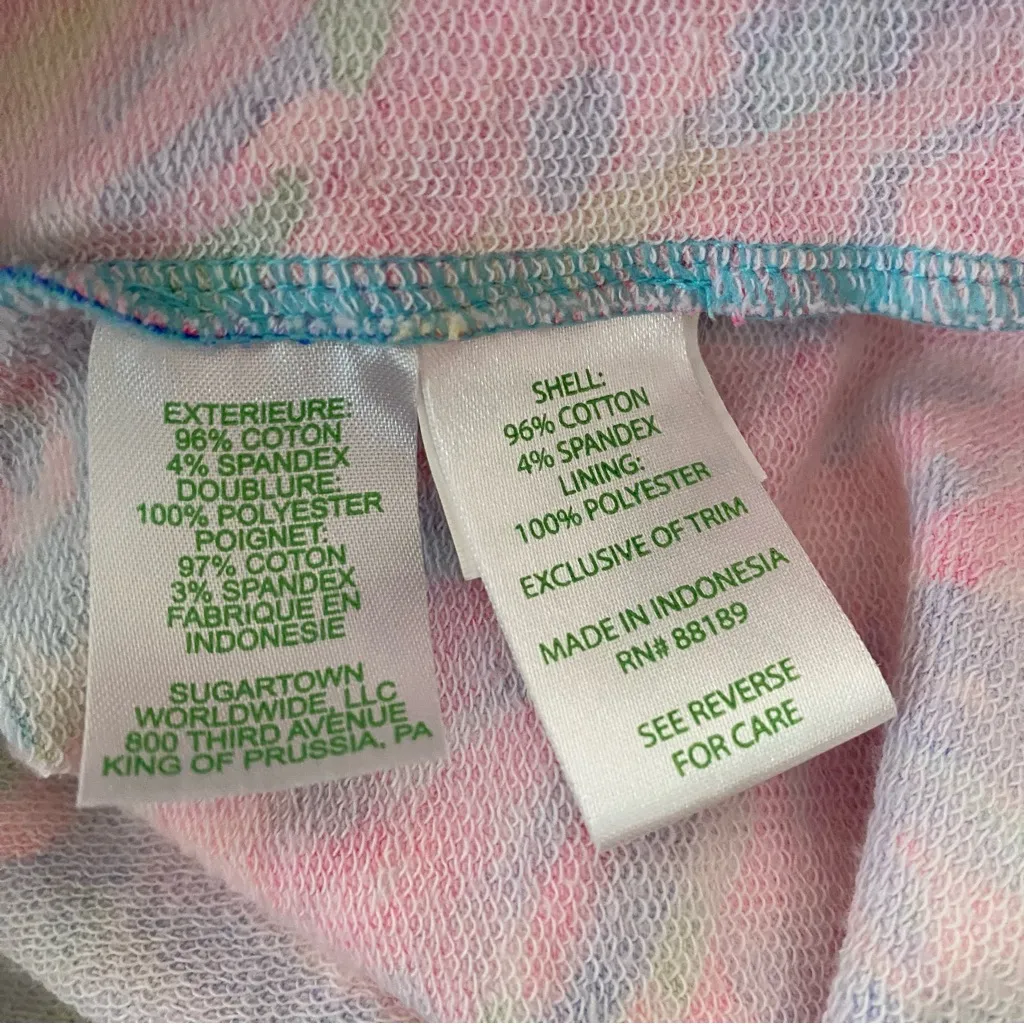 EXTERIEURE:
96% COTON
4% SPANDEX
DOUBLURE:
100% POLYESTER
POIGNET:
97% COTON
3% SPANDEX
FABRIQUE EN
INDONESIE
SUGARTOWN
WORLDWIDE, LLC
800 THIRD AVENUE
KING OF PRUSSIA, PA
SHELL:
96% COTTON
4% SPANDEX
LINING:
100% POLYESTER
EXCLUSIVE OF TRIM
MADE IN INDONESIA
RN# 88189
SEE REVERSE
FOR CARE